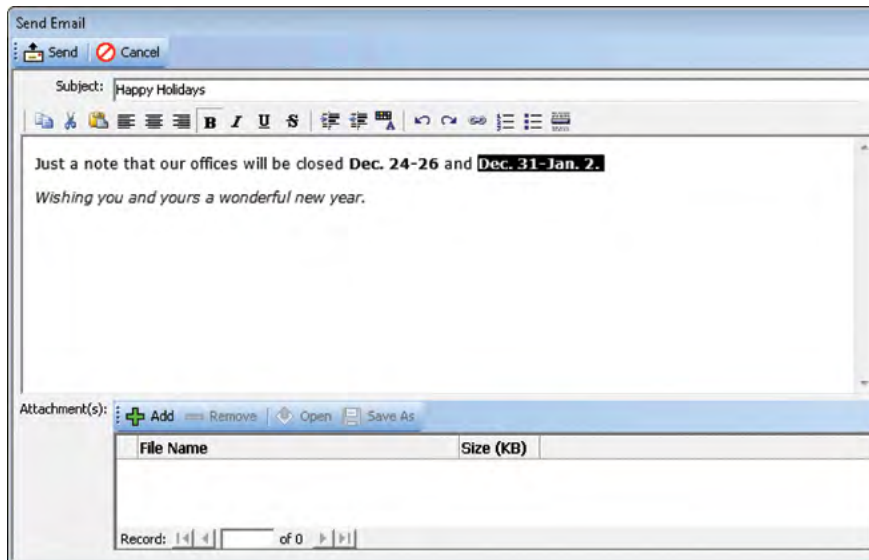 Send Email
Send Cancel
Subject: Happy Holidays
B I U S
Just a note that our offices will be closed Dec. 24-26 and Dec. 31-Jan. 2.
Wishing you and yours a wonderful new year.
Attachment(s): Add Remove Open Save As
File Name Size (KB)
Record: of 0